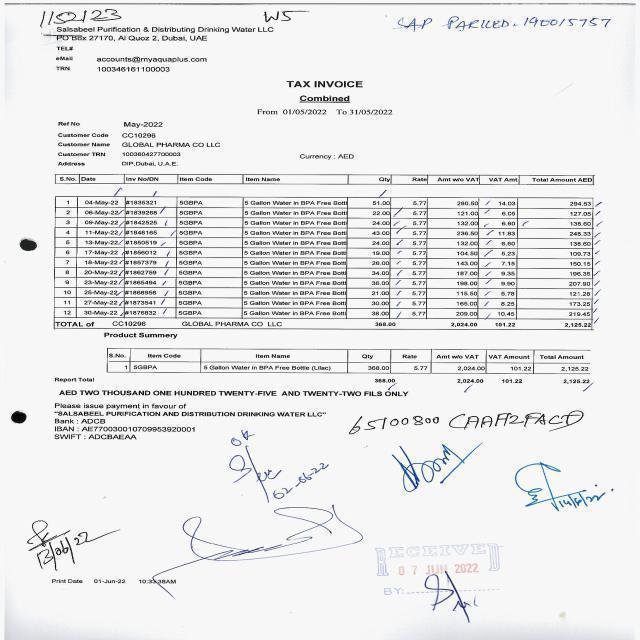 1152123 W5 SAP PARKED. 190015757
Salsabeel Purification & Distributing Drinking Water LLC
PO Box 27170, Al Quoz 2, Dubai, UAE
TEL#
eMail accounts@myaquaplus.com
TRN 100346161100003
TAX INVOICE
Combined
From 01/05/2022 To 31/05/2022
Ref No May-2022
Customer Code CC10296
Customer Name GLOBAL PHARMA CO LLC
Customer TRN 100360427700003
Address DIP,Dubai, U.A.E.
Currency : AED
S.No. Date Inv No/DN Item Code Item Name Qty Rate Amt w/o VAT VAT Amt Total Amount AED
1 04-May-22 #1835321 5GBPA 5 Gallon Water in BPA Free Bottl 51.00 5.77 280.50 14.03 294.53
2 06-May-22 #1839268 5GBPA 5 Gallon Water in BPA Free Bottl 22.00 5.77 121.00 6.05 127.05
3 09-May-22 #1842525 5GBPA 5 Gallon Water in BPA Free Bottl 24.00 5.77 132.00 6.60 138.60
4 11-May-22 #1846165 5GBPA 5 Gallon Water in BPA Free Bottl 43.00 5.77 236.50 11.83 248.33
5 13-May-22 #1850519 5GBPA 5 Gallon Water in BPA Free Bottl 24.00 5.77 132.00 6.60 138.60
6 17-May-22 #1856012 5GBPA 5 Gallon Water in BPA Free Bottl 19.00 5.77 104.50 5.23 109.73
7 18-May-22 #1857379 5GBPA 5 Gallon Water in BPA Free Bottl 26.00 5.77 143.00 7.15 150.15
8 20-May-22 #1862759 5GBPA 5 Gallon Water in BPA Free Bottl 34.00 5.77 187.00 9.35 196.35
9 23-May-22 #1865494 5GBPA 5 Gallon Water in BPA Free Bottl 36.00 5.77 198.00 9.90 207.90
10 25-May-22 #1868958 5GBPA 5 Gallon Water in BPA Free Bottl 21.00 5.77 115.50 5.78 121.28
11 27-May-22 #1873541 5GBPA 5 Gallon Water in BPA Free Bottl 30.00 5.77 165.00 8.25 173.25
12 30-May-22 #1876832 5GBPA 5 Gallon Water in BPA Free Bottl 38.00 5.77 209.00 10.45 219.45
TOTAL of CC10296 GLOBAL PHARMA CO LLC 368.00 2,024.00 101.22 2,125.22
Product Summery
S.No. Item Code Item Name Qty Rate Amt w/o VAT VAT Amount Total Amount
1 5GBPA 5 Gallon Water in BPA Free Bottle (Lilac) 368.00 5.77 2,024.00 101.22 2,125.22
Report Total 368.00 2,024.00 101.22 2,125.22
AED TWO THOUSAND ONE HUNDRED TWENTY-FIVE AND TWENTY-TWO FILS ONLY
Please issue payment in favour of
"SALSABEEL PURIFICATION AND DISTRIBUTION DRINKING WATER LLC"
Bank : ADCB
IBAN : AE770030010709953920001
SWIFT : ADCBAEAA
65100800 CAAH2FACD
OK
02-06-22
14/6/22.
13/06/22
RECEIVED
07 JUN 2022
BY:
Print Date 01-Jun-22 10:33:38AM